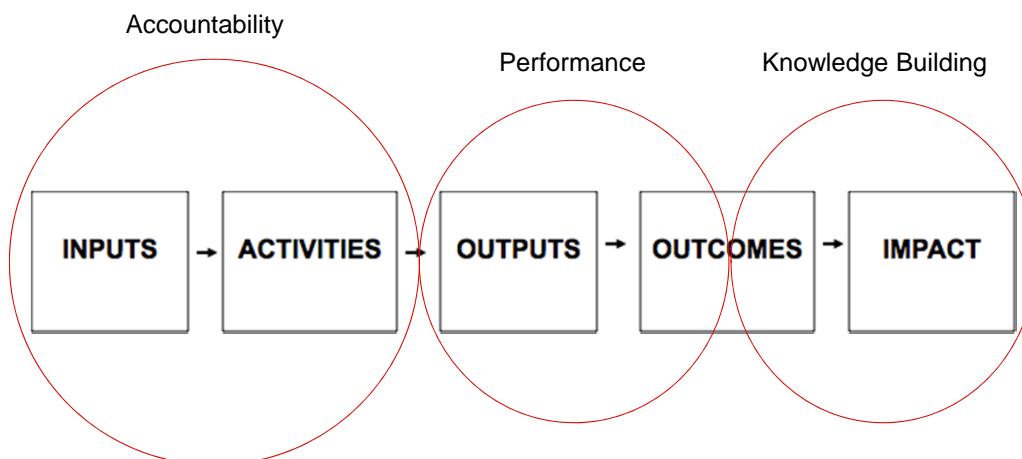 Accountability
Performance
Knowledge Building
INPUTS
ACTIVITIES
OUTPUTS
OUTCOMES
IMPACT